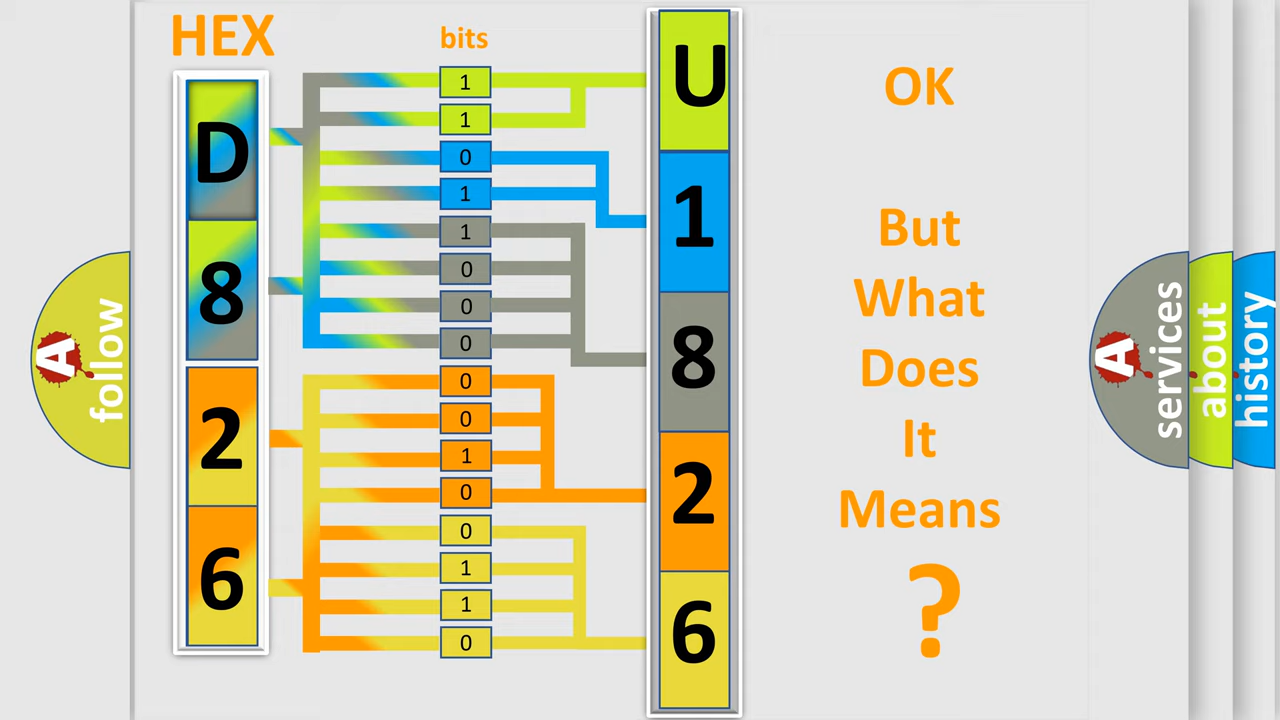 HEX
bits
D
8
2
6
1
1
0
1
1
0
0
0
0
0
1
0
0
1
1
0
U
1
8
2
6
OK
But
What
Does
It
Means
?
A
follow
A
services
about
history